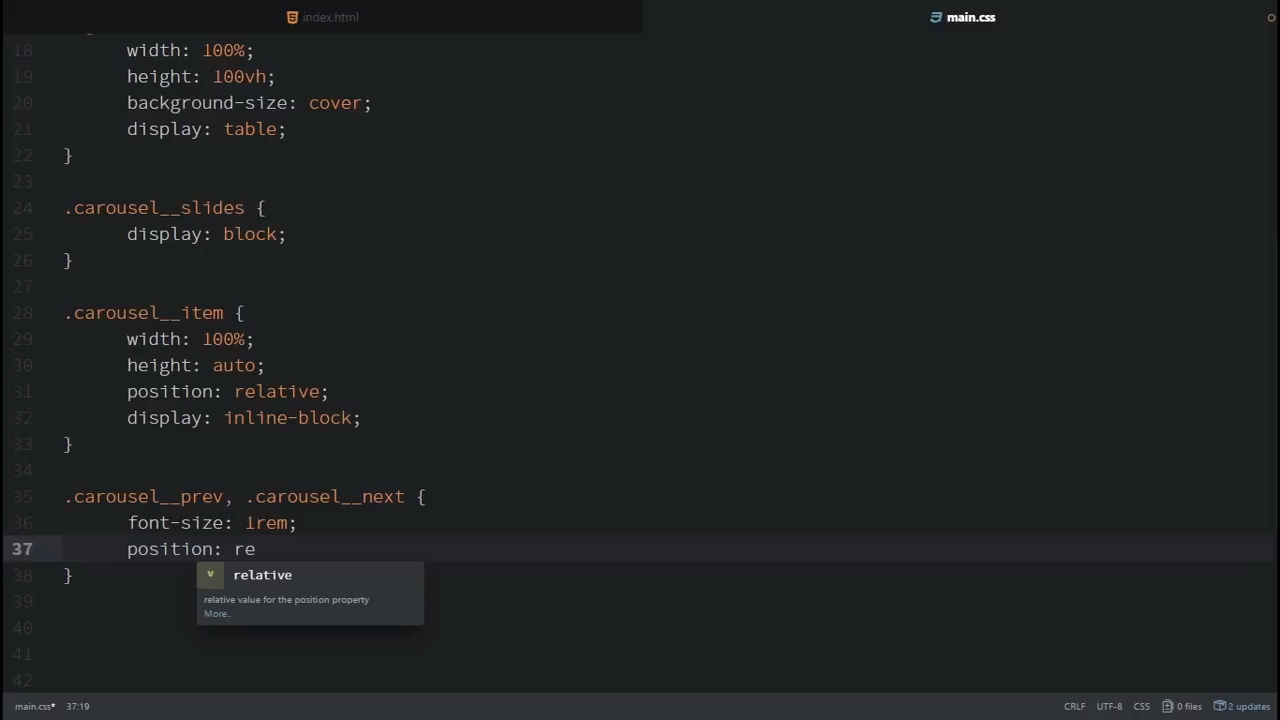 index.html
main.css
18 width: 100%;
19 height: 100vh;
20 background-size: cover;
21 display: table;
22 }
23
24 .carousel__slides {
25 display: block;
26 }
27
28 .carousel__item {
29 width: 100%;
30 height: auto;
31 position: relative;
32 display: inline-block;
33 }
34
35 .carousel__prev, .carousel__next {
36 font-size: 1rem;
37 position: re
v relative
38 }
relative value for the position property
39
More..
40
41
42
main.css* 37:19 CRLF UTF-8 CSS 0 files 2 updates